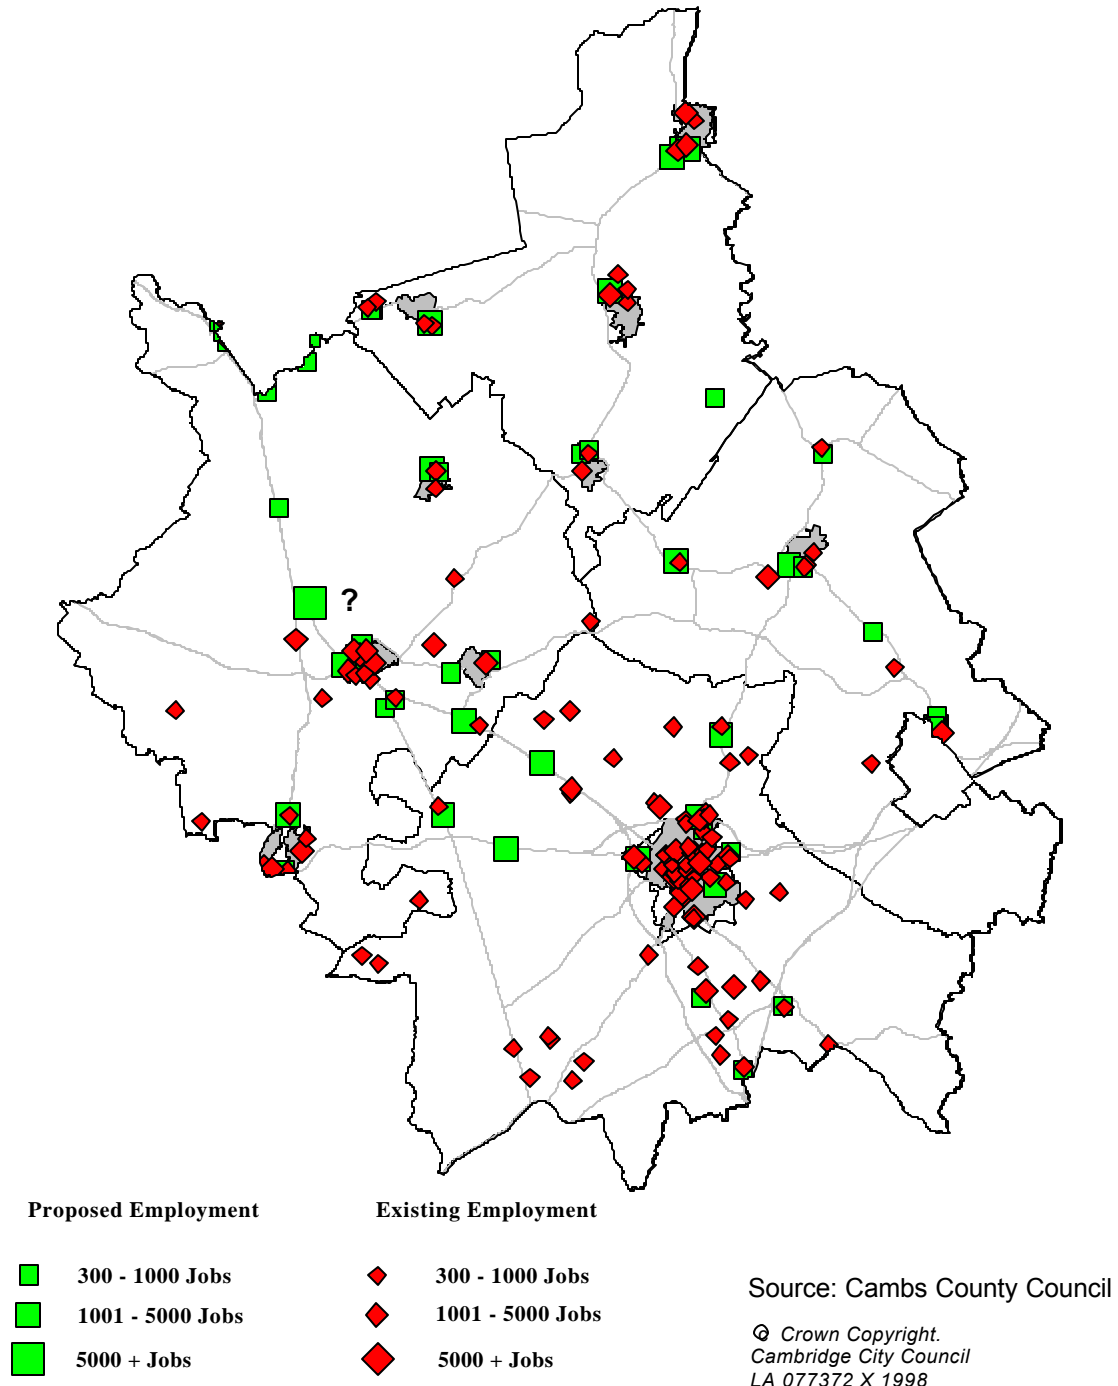 ?
Proposed Employment
Existing Employment
300 - 1000 Jobs
300 - 1000 Jobs
1001 - 5000 Jobs
1001 - 5000 Jobs
5000 + Jobs
5000 + Jobs
Source: Cambs County Council
© Crown Copyright.
Cambridge City Council
LA 077372 X 1998